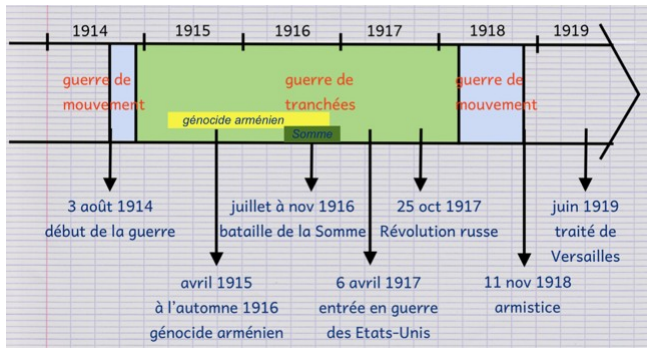 1914 1915 1916 1917 1918 1919
guerre de
mouvement
guerre de
tranchées
guerre de
mouvement
génocide arménien
Somme
3 août 1914
début de la guerre
juillet à nov 1916
bataille de la Somme
25 oct 1917
Révolution russe
juin 1919
traité de
Versailles
avril 1915
à l'automne 1916
génocide arménien
6 avril 1917
entrée en guerre
des Etats-Unis
11 nov 1918
armistice